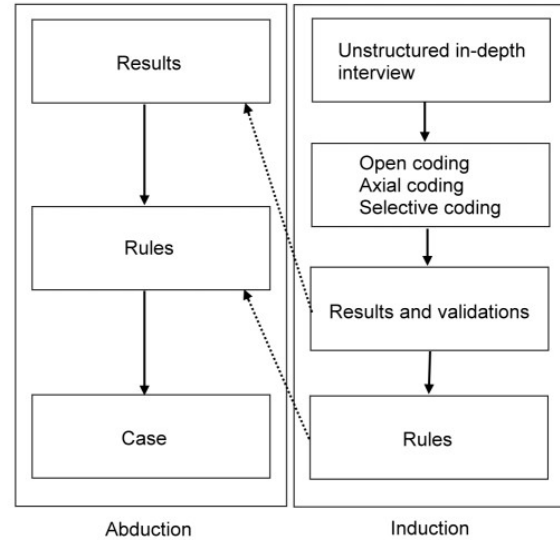 Results
Rules
Case
Abduction
Unstructured in-depth
interview
Open coding
Axial coding
Selective coding
Results and validations
Rules
Induction